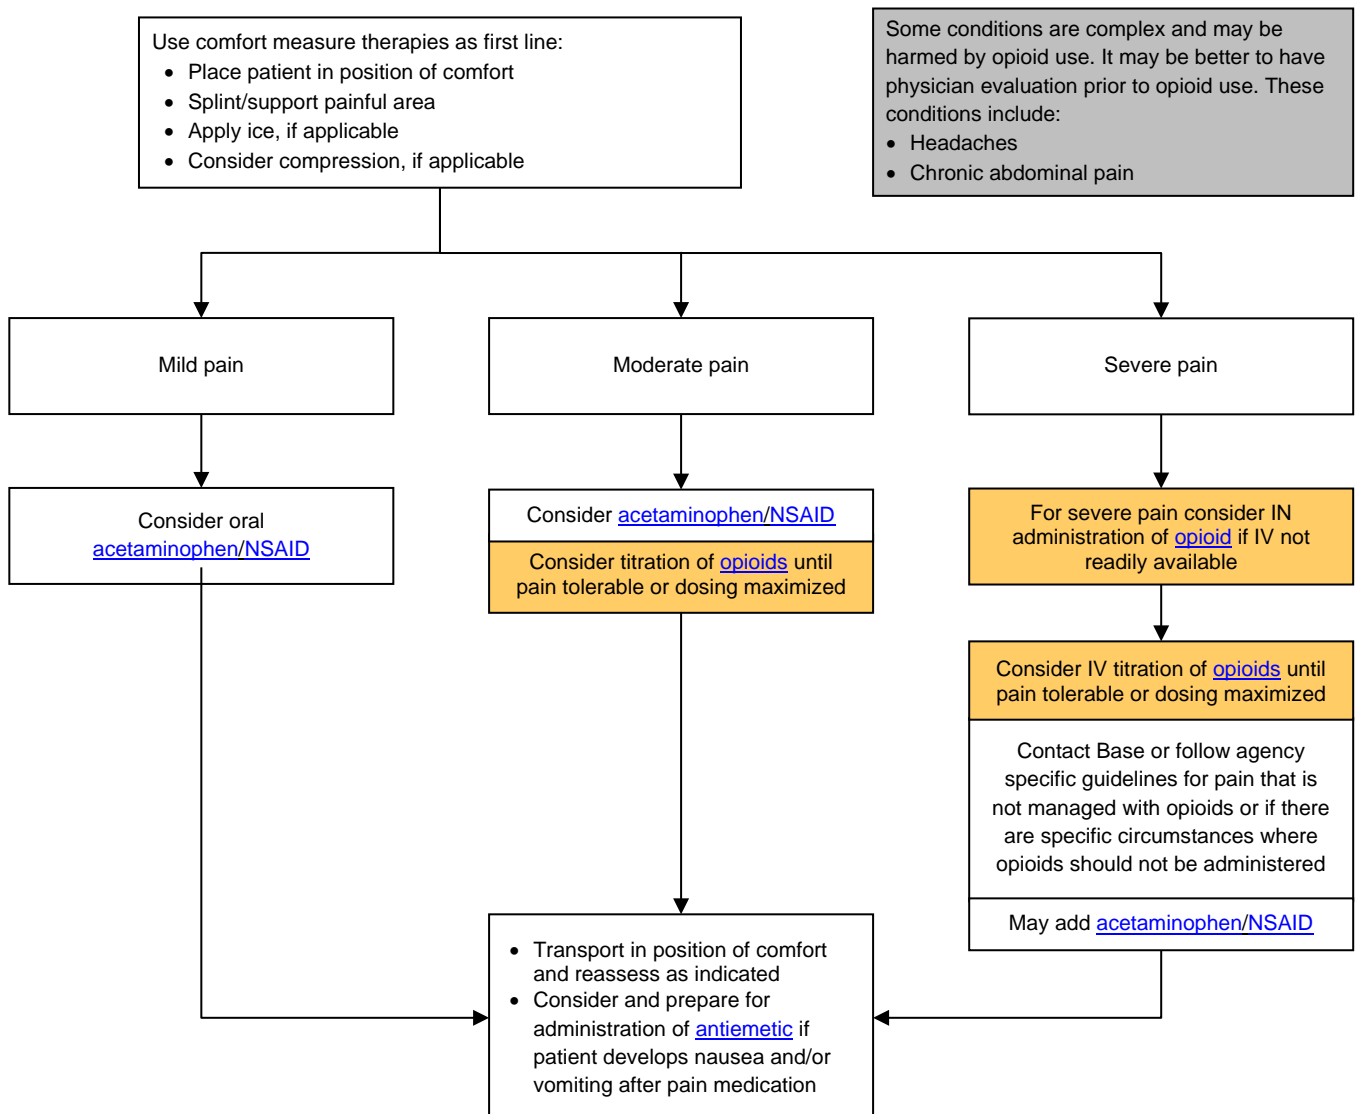 Use comfort measure therapies as first line:
• Place patient in position of comfort
• Splint/support painful area
• Apply ice, if applicable
• Consider compression, if applicable
Some conditions are complex and may be
harmed by opioid use. It may be better to have
physician evaluation prior to opioid use. These
conditions include:
• Headaches
• Chronic abdominal pain
Mild pain
Moderate pain
Severe pain
Consider oral
acetaminophen/NSAID
Consider acetaminophen/NSAID
Consider titration of opioids until
pain tolerable or dosing maximized
For severe pain consider IN
administration of opioid if IV not
readily available
Consider IV titration of opioids until
pain tolerable or dosing maximized
Contact Base or follow agency
specific guidelines for pain that is
not managed with opioids or if there
are specific circumstances where
opioids should not be administered
May add acetaminophen/NSAID
• Transport in position of comfort
and reassess as indicated
• Consider and prepare for
administration of antiemetic if
patient develops nausea and/or
vomiting after pain medication